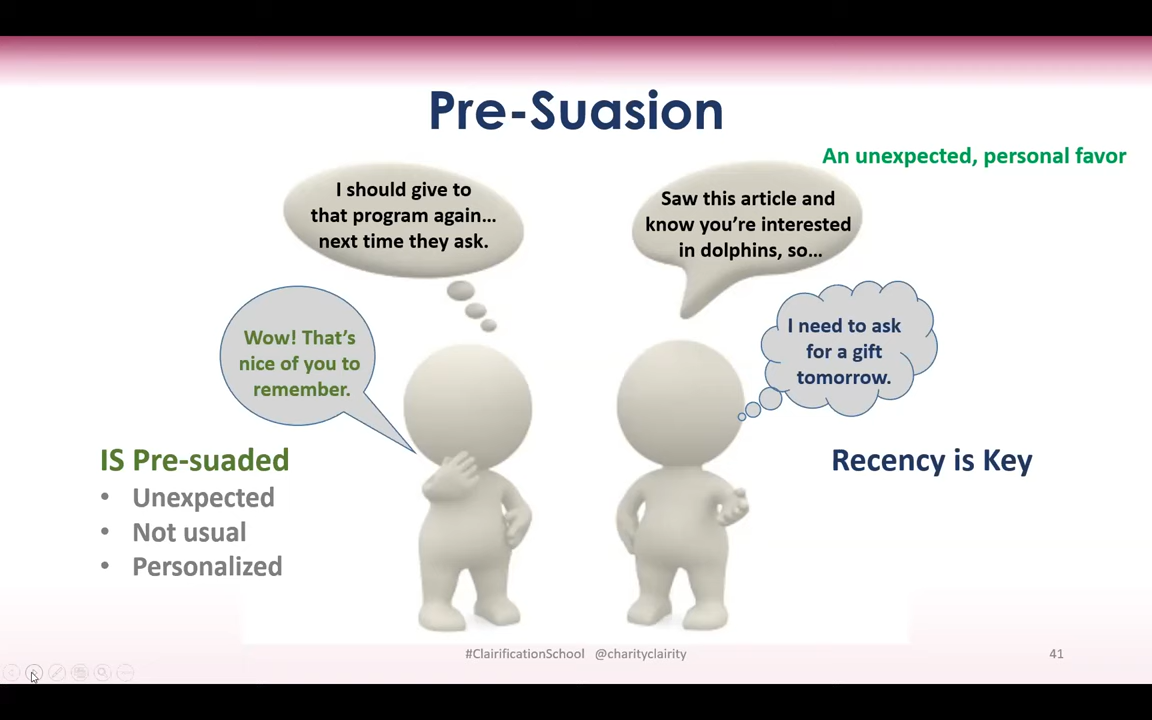 Pre-Suasion
An unexpected, personal favor
I should give to
that program again...
next time they ask.
Saw this article and
know you’re interested
in dolphins, so...
Wow! That’s
nice of you to
remember.
I need to ask
for a gift
tomorrow.
IS Pre-suaded
• Unexpected
• Not usual
• Personalized
Recency is Key
#ClairificationSchool @charityclairity
41